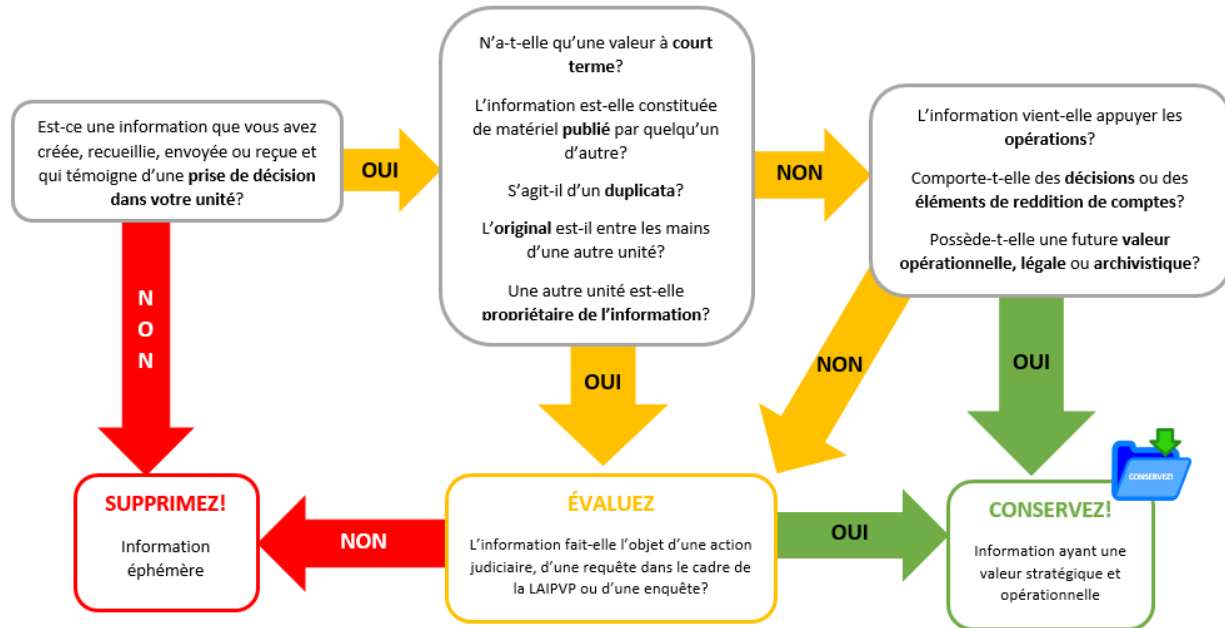 Est-ce une information que vous avez
créée, recueillie, envoyée ou reçue et
qui témoigne d'une prise de décision
dans votre unité?
OUI
N'a-t-elle qu'une valeur à court
terme?
L'information est-elle constituée
de matériel publié par quelqu'un
d'autre?
S'agit-il d'un duplicata?
L'original est-il entre les mains
d'une autre unité?
Une autre unité est-elle
propriétaire de l'information?
NON
L'information vient-elle appuyer les
opérations?
Comporte-t-elle des décisions ou des
éléments de reddition de comptes?
Possède-t-elle une future valeur
opérationnelle, légale ou archivistique?
N
O
N
OUI
NON
OUI
SUPPRIMEZ!
Information
éphémère
NON
ÉVALUEZ
L'information fait-elle l'objet d'une action
judiciaire, d'une requête dans le cadre de
la LAIPVP ou d'une enquête?
OUI
CONSERVEZ!
CONSERVEZ!
Information ayant une
valeur stratégique et
opérationnelle